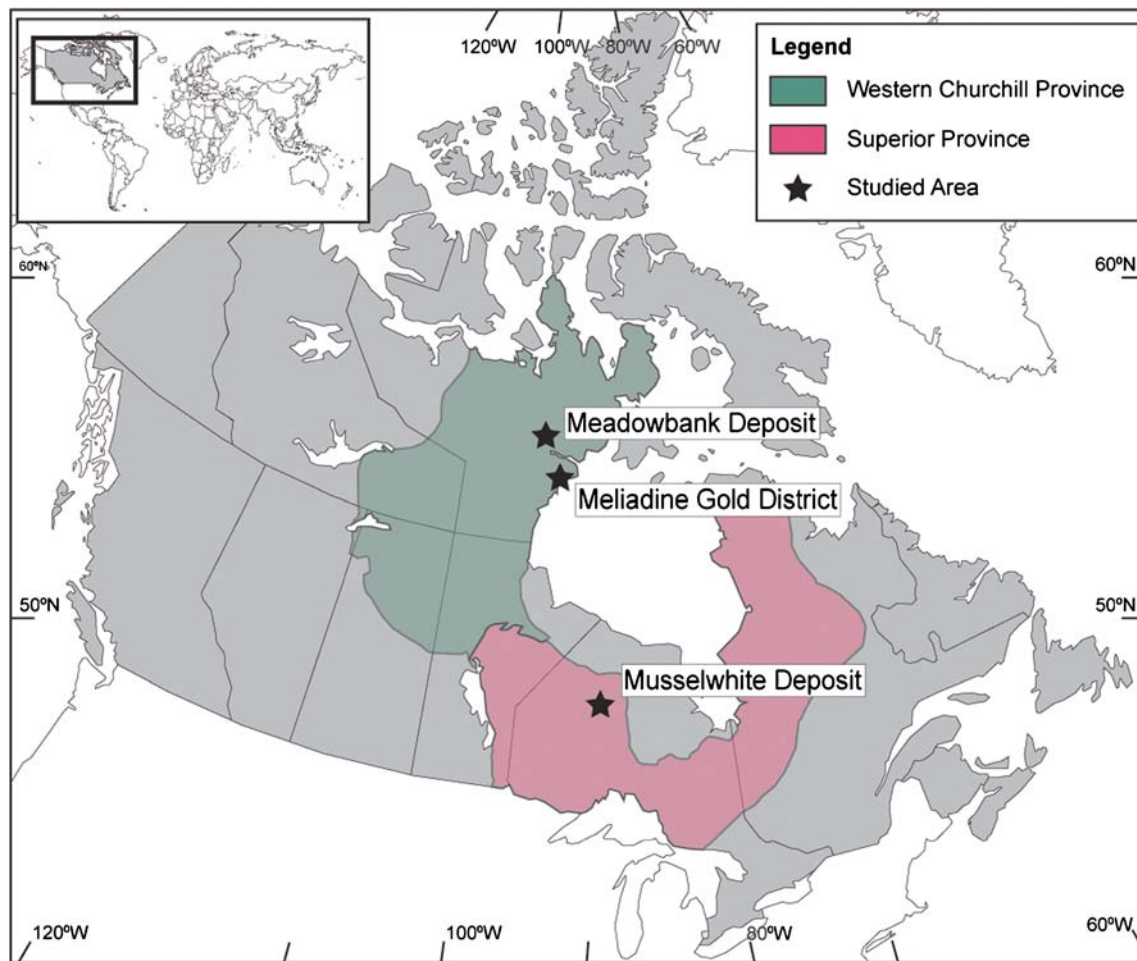 120ºW
100ºW
80ºW
60ºW
Legend
Western Churchill Province
Superior Province
Studied Area
60ºN
60ºN
Meadowbank Deposit
Meliadine Gold District
50ºN
50ºN
Musselwhite Deposit
120ºW
100ºW
80ºW
60ºW